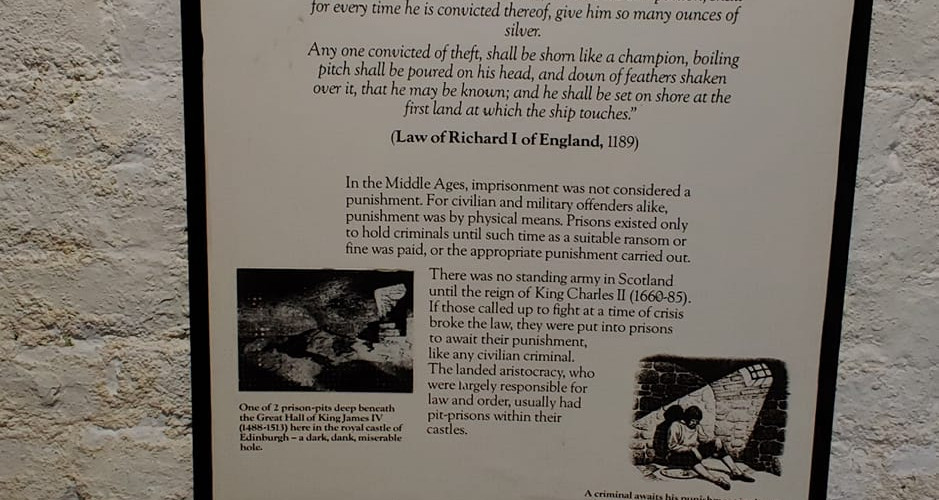 for every time he is convicted thereof, give him so many ounces of
silver.
Any one convicted of theft, shall be shorn like a champion, boiling
pitch shall be poured on his head, and down of feathers shaken
over it, that he may be known; and he shall be set on shore at the
first land at which the ship touches.”
(Law of Richard I of England, 1189)
In the Middle Ages, imprisonment was not considered a
punishment. For civilian and military offenders alike,
punishment was by physical means. Prisons existed only
to hold criminals until such time as a suitable ransom or
fine was paid, or the appropriate punishment carried out.
There was no standing army in Scotland
until the reign of King Charles II (1660-85).
If those called up to fight at a time of crisis
broke the law, they were put into prisons
to await their punishment,
like any civilian criminal.
The landed aristocracy, who
were largely responsible for
law and order, usually had
pit-prisons within their
castles.
One of 2 prison-pits deep beneath
the Great Hall of King James IV
(1488-1513) here in the royal castle of
Edinburgh – a dark, dank, miserable
hole.
A criminal awaits his punishment